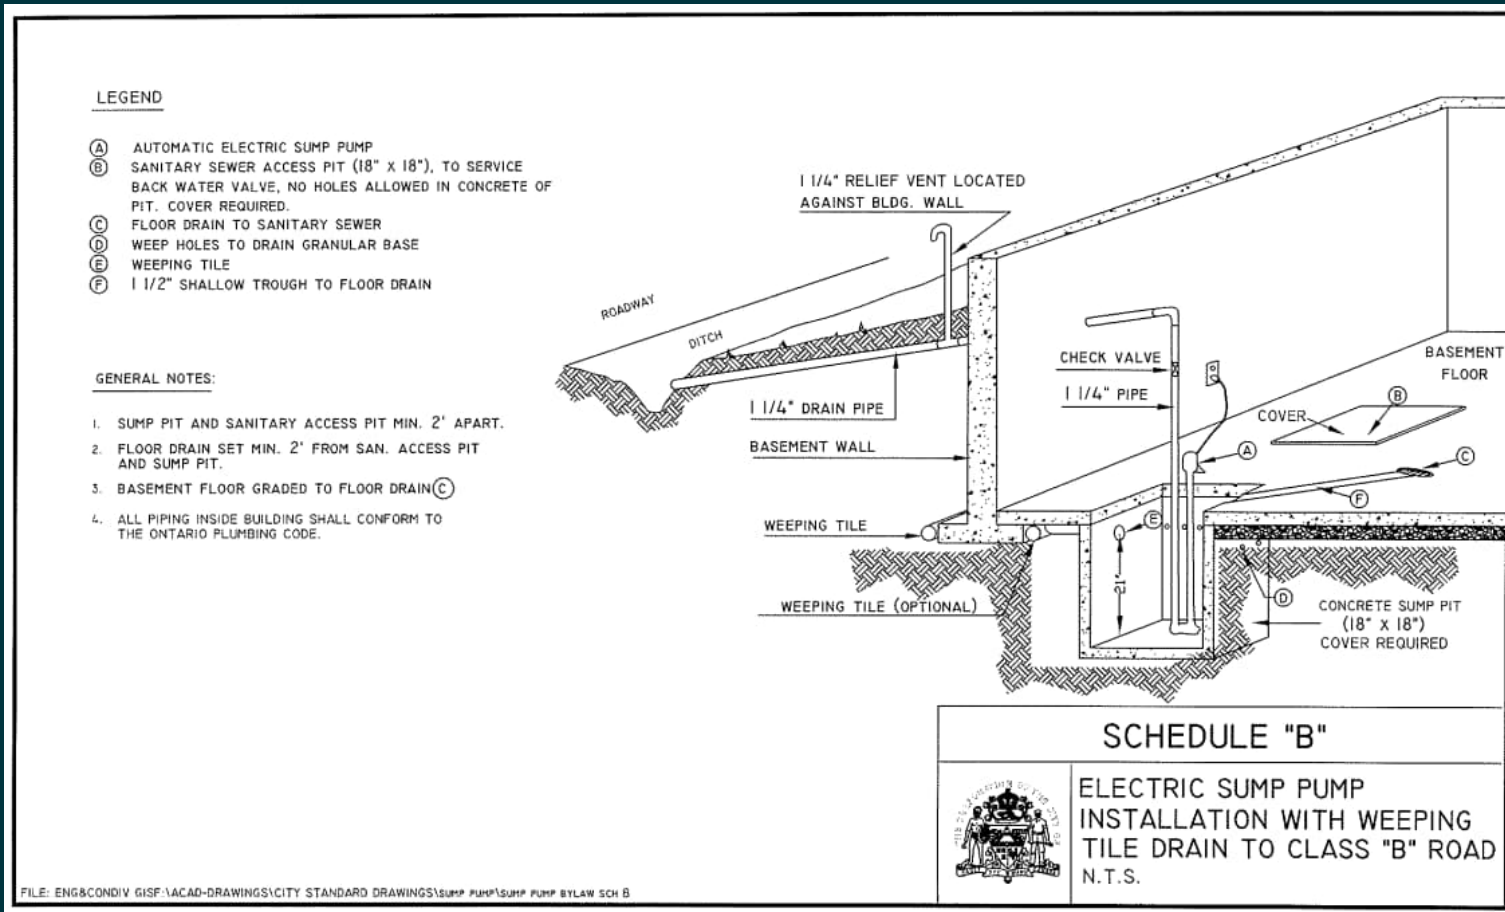 LEGEND
Ⓐ AUTOMATIC ELECTRIC SUMP PUMP
Ⓑ SANITARY SEWER ACCESS PIT (18" X 18"), TO SERVICE
BACK WATER VALVE, NO HOLES ALLOWED IN CONCRETE OF
PIT. COVER REQUIRED.
Ⓒ FLOOR DRAIN TO SANITARY SEWER
Ⓓ WEEP HOLES TO DRAIN GRANULAR BASE
Ⓔ WEEPING TILE
Ⓕ 1 1/2" SHALLOW TROUGH TO FLOOR DRAIN
GENERAL NOTES:
1. SUMP PIT AND SANITARY ACCESS PIT MIN. 2' APART.
2. FLOOR DRAIN SET MIN. 2' FROM SAN. ACCESS PIT
AND SUMP PIT.
3. BASEMENT FLOOR GRADED TO FLOOR DRAIN Ⓒ
4. ALL PIPING INSIDE BUILDING SHALL CONFORM TO
THE ONTARIO PLUMBING CODE.
1 1/4" RELIEF VENT LOCATED
AGAINST BLDG. WALL
ROADWAY
DITCH
1 1/4" DRAIN PIPE
BASEMENT WALL
WEEPING TILE
WEEPING TILE (OPTIONAL)
CHECK VALVE
1 1/4" PIPE
BASEMENT
FLOOR
COVER
Ⓑ
Ⓐ
Ⓒ
Ⓕ
Ⓔ
21"
Ⓓ
CONCRETE SUMP PIT
(18" X 18")
COVER REQUIRED
SCHEDULE "B"
ELECTRIC SUMP PUMP
INSTALLATION WITH WEEPING
TILE DRAIN TO CLASS "B" ROAD
N.T.S.
FILE: ENG&CONDIV GISF:\ACAD-DRAWINGS\CITY STANDARD DRAWINGS\SUMP PUMP\SUMP PUMP BYLAW SCH B